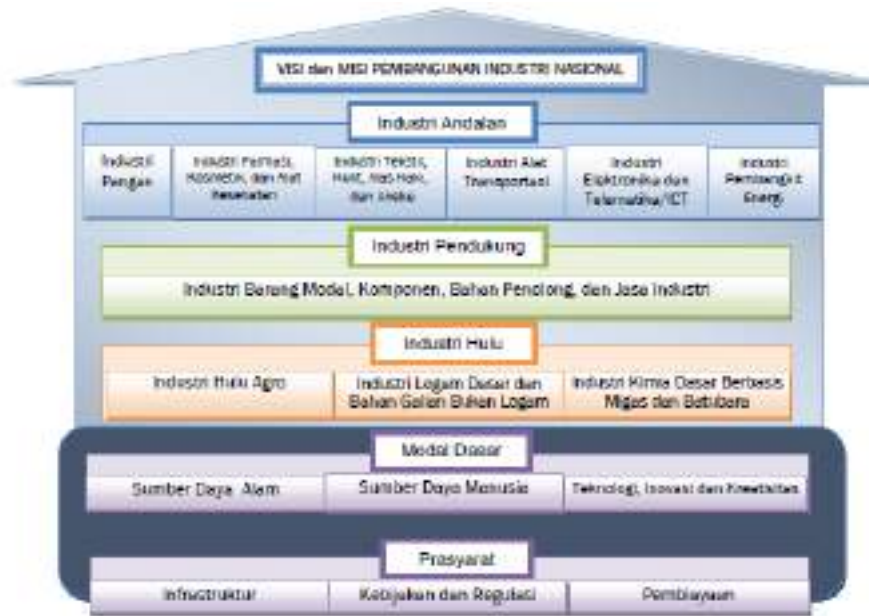 VISI dan MISI PEMBANGUNAN INDUSTRI NASIONAL
Industri Andalan
Industri
Pangan
Industri Farmasi,
Kosmetik, dan Alat
Kesehatan
Industri Tekstil,
Kulit, Alas Kaki,
dan Aneka
Industri Alat
Transportasi
Industri
Elektronika dan
Telematika/ICT
Industri
Pembangkit
Energi
Industri Pendukung
Industri Barang Modal, Komponen, Bahan Penolong, dan Jasa Industri
Industri Hulu
Industri Hulu Agro
Industri Logam Dasar dan
Bahan Galian Bukan Logam
Industri Kimia Dasar Berbasis
Migas dan Batubara
Modal Dasar
Sumber Daya Alam
Sumber Daya Manusia
Teknologi, Inovasi dan Kreativitas
Prasyarat
Infrastruktur
Kebijakan dan Regulasi
Pembiayaan